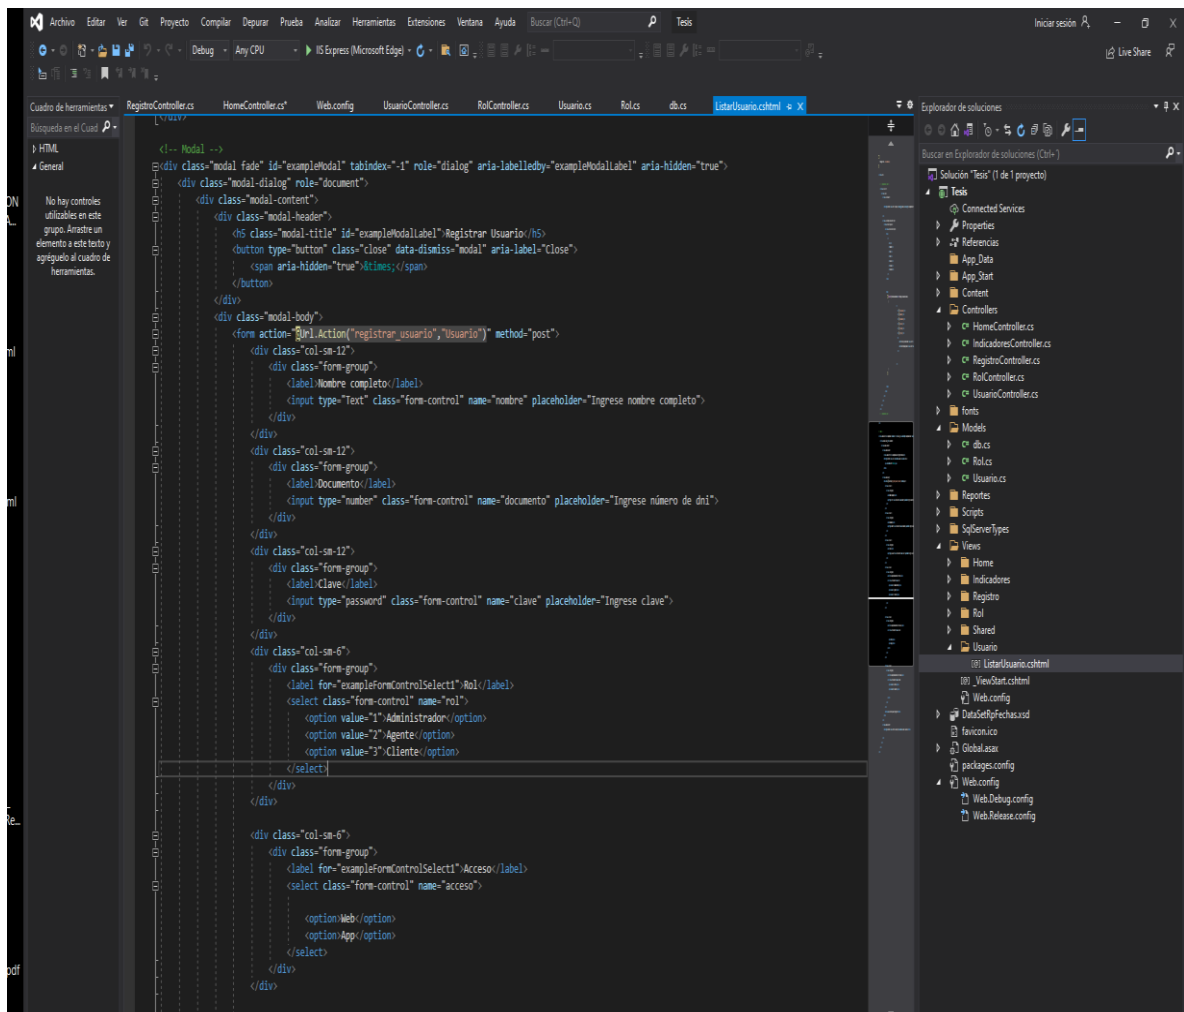 Archivo Editar Ver Git Proyecto Compilar Depurar Prueba Analizar Herramientas Extensiones Ventana Ayuda Buscar (Ctrl+Q) Tesis Iniciar sesión
Debug Any CPU IIS Express (Microsoft Edge) Live Share
Cuadro de herramientas
Búsqueda en el Cuad
HTML
General
No hay controles
utilizables en este
grupo. Arrastre un
elemento a este texto y
agréguelo al cuadro de
herramientas.
RegistroController.cs HomeController.cs* Web.config UsuarioController.cs RolController.cs Usuario.cs Rol.cs db.cs ListarUsuario.cshtml
</div>
<!-- Modal -->
<div class="modal fade" id="exampleModal" tabindex="-1" role="dialog" aria-labelledby="exampleModalLabel" aria-hidden="true">
<div class="modal-dialog" role="document">
<div class="modal-content">
<div class="modal-header">
<h5 class="modal-title" id="exampleModalLabel">Registrar Usuario</h5>
<button type="button" class="close" data-dismiss="modal" aria-label="Close">
<span aria-hidden="true">&times;</span>
</button>
</div>
<div class="modal-body">
<form action="@Url.Action("registrar_usuario","Usuario")" method="post">
<div class="col-sm-12">
<div class="form-group">
<label>Nombre completo</label>
<input type="Text" class="form-control" name="nombre" placeholder="Ingrese nombre completo">
</div>
</div>
<div class="col-sm-12">
<div class="form-group">
<label>Documento</label>
<input type="number" class="form-control" name="documento" placeholder="Ingrese número de dni">
</div>
</div>
<div class="col-sm-12">
<div class="form-group">
<label>Clave</label>
<input type="password" class="form-control" name="clave" placeholder="Ingrese clave">
</div>
</div>
<div class="col-sm-6">
<div class="form-group">
<label for="exampleFormControlSelect1">Rol</label>
<select class="form-control" name="rol">
<option value="1">Administrador</option>
<option value="2">Agente</option>
<option value="3">Cliente</option>
</select>
</div>
</div>
<div class="col-sm-6">
<div class="form-group">
<label for="exampleFormControlSelect1">Acceso</label>
<select class="form-control" name="acceso">
<option>Web</option>
<option>App</option>
</select>
</div>
</div>
Explorador de soluciones
Buscar en Explorador de soluciones (Ctrl+´)
Solución "Tesis" (1 de 1 proyecto)
Tesis
Connected Services
Properties
Referencias
App_Data
App_Start
Content
Controllers
C# HomeController.cs
C# IndicadoresController.cs
C# RegistroController.cs
C# RolController.cs
C# UsuarioController.cs
fonts
Models
C# db.cs
C# Rol.cs
C# Usuario.cs
Reportes
Scripts
SqlServerTypes
Views
Home
Indicadores
Registro
Rol
Shared
Usuario
ListarUsuario.cshtml
_ViewStart.cshtml
Web.config
DataSetRpFechas.xsd
favicon.ico
Global.asax
packages.config
Web.config
Web.Debug.config
Web.Release.config